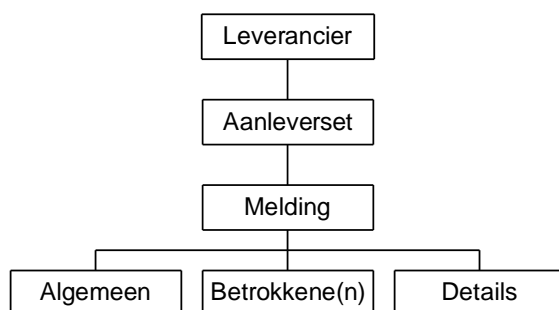 Leverancier
Aanleverset
Melding
Algemeen
Betrokkene(n)
Details